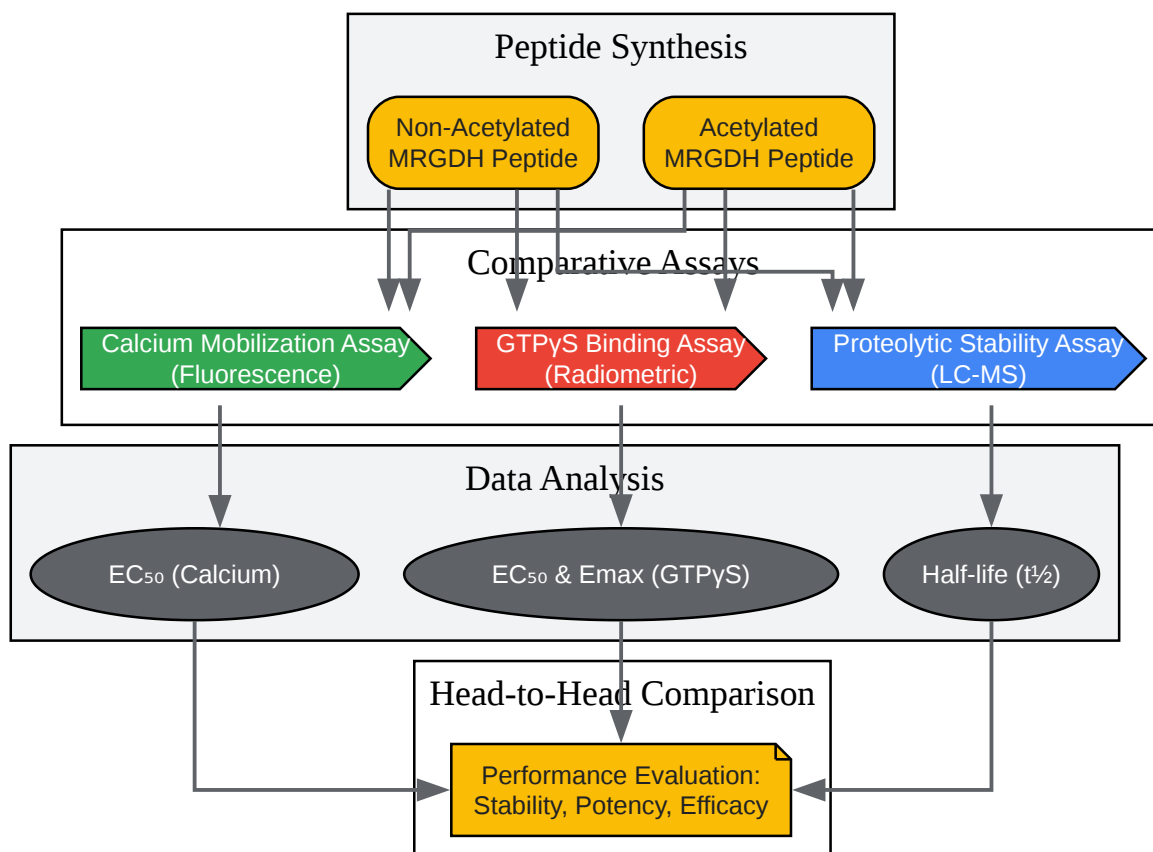 Peptide Synthesis
Non-Acetylated
MRGDH Peptide
Acetylated
MRGDH Peptide
Comparative Assays
Calcium Mobilization Assay
(Fluorescence)
GTPγS Binding Assay
(Radiometric)
Proteolytic Stability Assay
(LC-MS)
Data Analysis
EC₅₀ (Calcium)
EC₅₀ & Emax (GTPγS)
Half-life (t½)
Head-to-Head Comparison
Performance Evaluation:
Stability, Potency, Efficacy